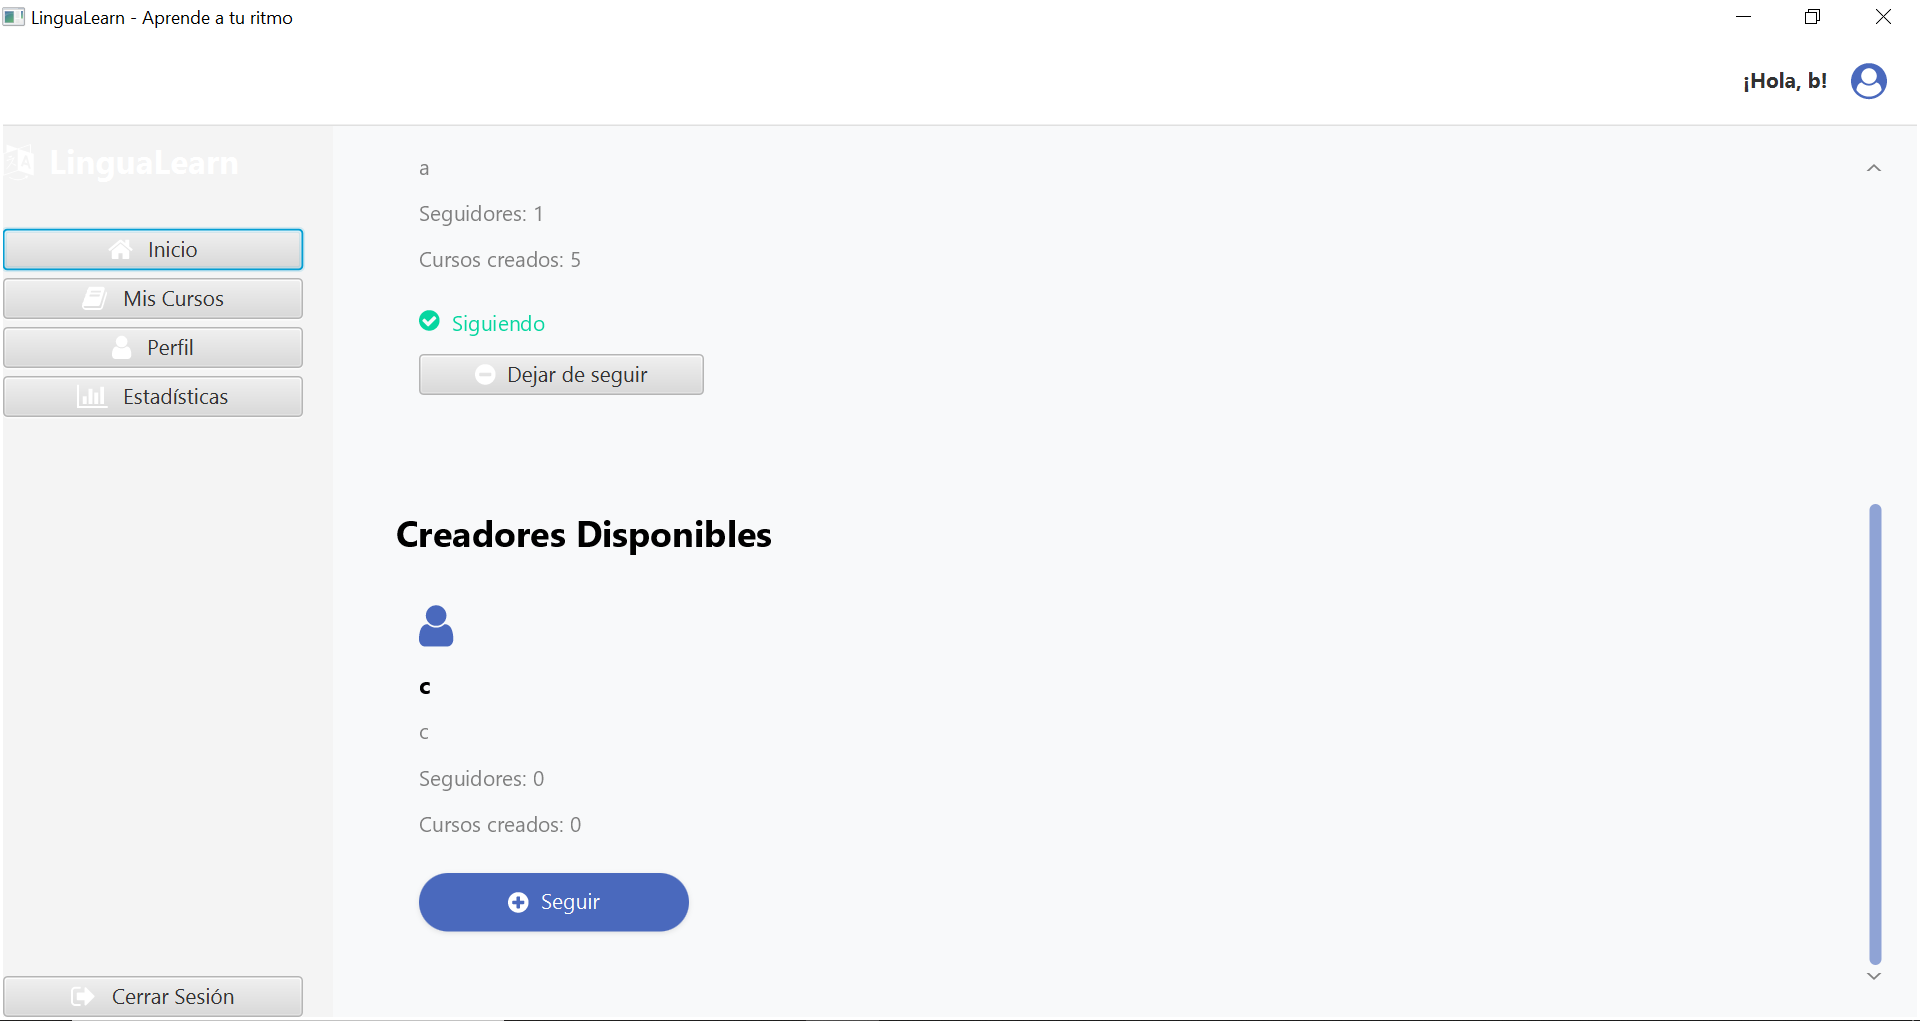 LinguaLearn - Aprende a tu ritmo
¡Hola, b!
LinguaLearn
Inicio
Mis Cursos
Perfil
Estadísticas
Cerrar Sesión
a
Seguidores: 1
Cursos creados: 5
Siguiendo
Dejar de seguir
Creadores Disponibles
c
c
Seguidores: 0
Cursos creados: 0
Seguir